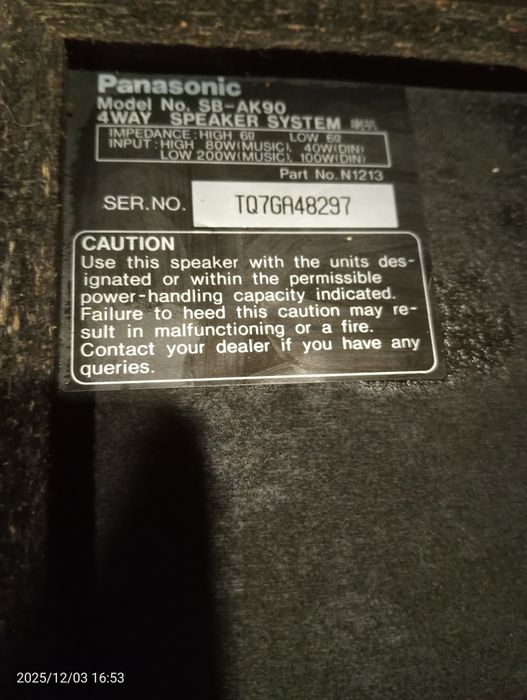 Panasonic
Model No. SB-AK90
4WAY SPEAKER SYSTEM 喇叭
IMPEDANCE: HIGH 6Ω LOW 6Ω
INPUT: HIGH 80W(MUSIC), 40W(DIN)
LOW 200W(MUSIC), 100W(DIN)
Part No. N1213
SER.NO. TQ7GA48297
CAUTION
Use this speaker with the units des-
ignated or within the permissible
power-handling capacity indicated.
Failure to heed this caution may re-
sult in malfunctioning or a fire.
Contact your dealer if you have any
queries.
2025/12/03 16:53